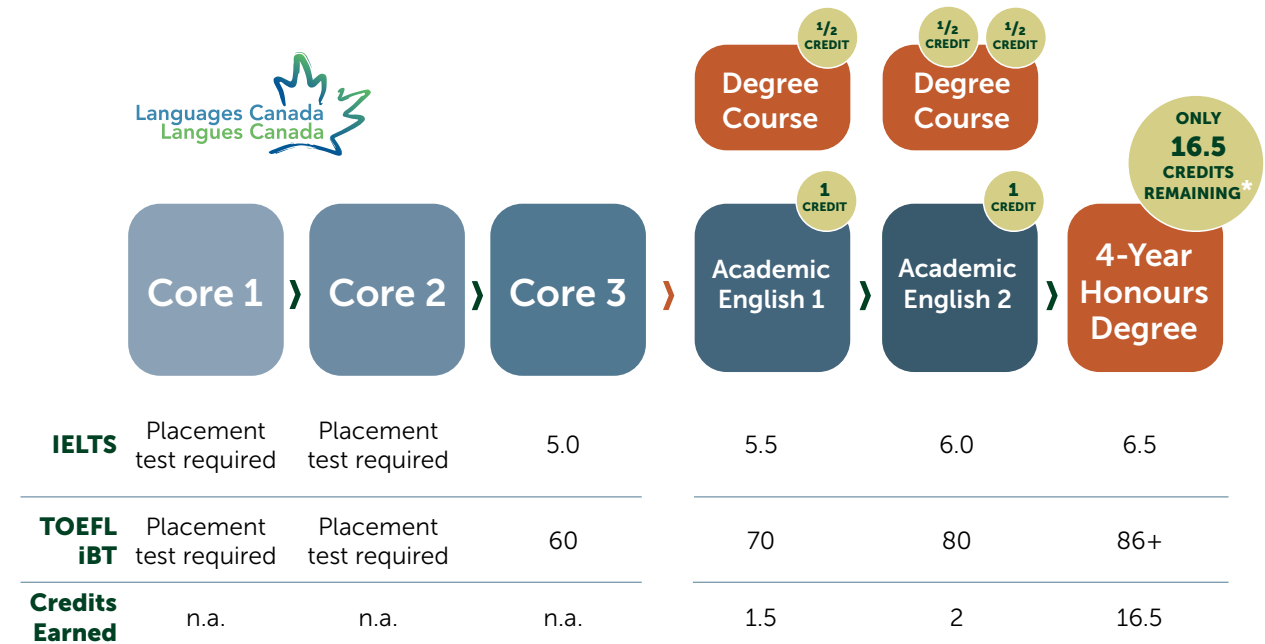 Languages Canada
Langues Canada
1/2
CREDIT
Degree
Course
1/2
CREDIT
1/2
CREDIT
Degree
Course
ONLY
16.5
CREDITS
REMAINING*
Core 1
Core 2
Core 3
1
CREDIT
Academic
English 1
1
CREDIT
Academic
English 2
4-Year
Honours
Degree
IELTS
Placement
test required
Placement
test required
5.0
5.5
6.0
6.5
TOEFL
iBT
Placement
test required
Placement
test required
60
70
80
86+
Credits
Earned
n.a.
n.a.
n.a.
1.5
2
16.5